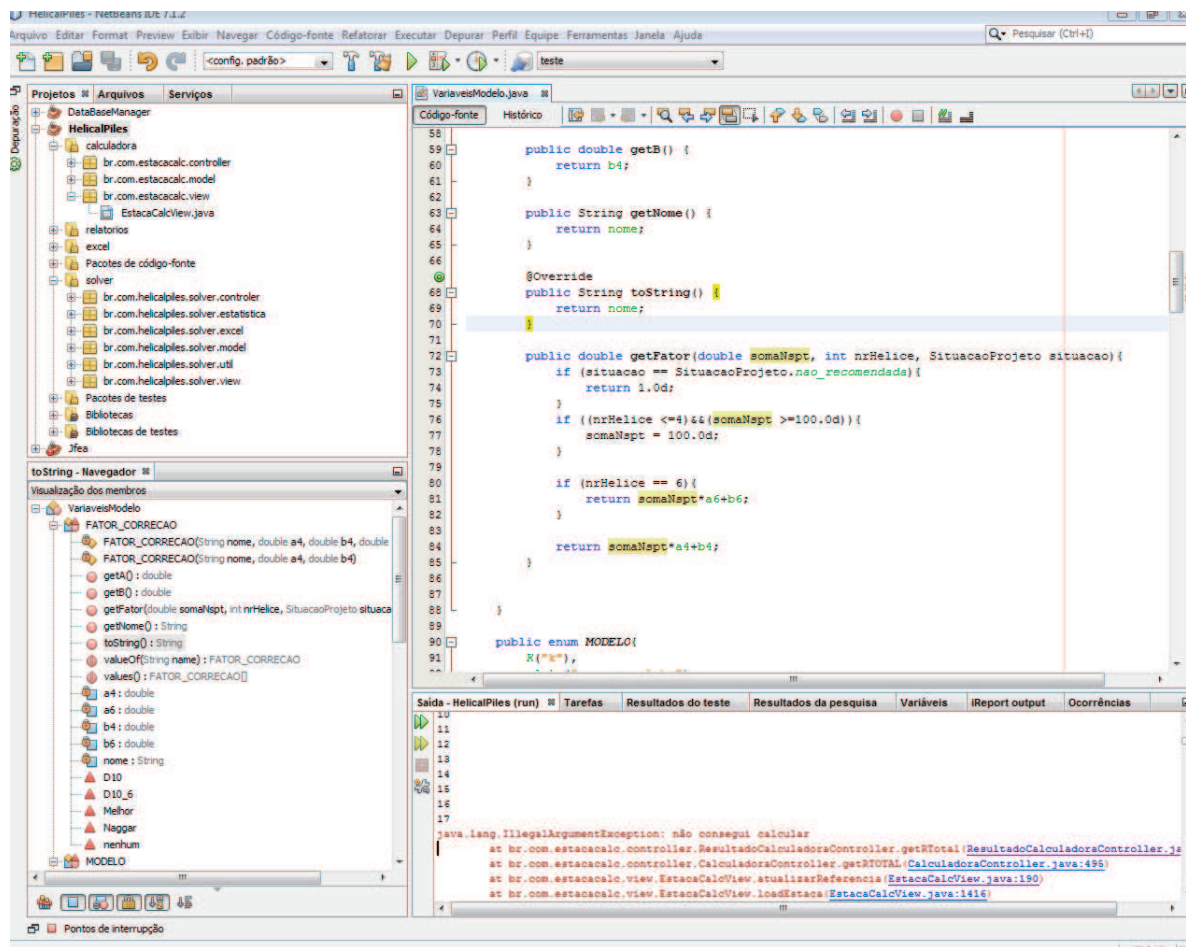 HelicalPiles - NetBeans IDE 7.1.2
Arquivo Editar Format Preview Exibir Navegar Código-fonte Refatorar Executar Depurar Perfil Equipe Ferramentas Janela Ajuda
Pesquisar (Ctrl+I)
<config. padrão>
teste
Depuração
Projetos Arquivos Serviços
DataBaseManager
HelicalPiles
calculadora
br.com.estacacalc.controller
br.com.estacacalc.model
br.com.estacacalc.view
EstacaCalcView.java
relatorios
excel
Pacotes de código-fonte
solver
br.com.helicalpiles.solver.controler
br.com.helicalpiles.solver.estatistica
br.com.helicalpiles.solver.excel
br.com.helicalpiles.solver.model
br.com.helicalpiles.solver.util
br.com.helicalpiles.solver.view
Pacotes de testes
Bibliotecas
Bibliotecas de testes
Jfea
toString - Navegador
Visualização dos membros
VariaveisModelo
FATOR_CORRECAO
FATOR_CORRECAO(String nome, double a4, double b4, double
FATOR_CORRECAO(String nome, double a4, double b4)
getA() : double
getB() : double
getFator(double somaNspt, int nrHelice, SituacaoProjeto situaca
getNome() : String
toString() : String
valueOf(String name) : FATOR_CORRECAO
values() : FATOR_CORRECAO[]
a4 : double
a6 : double
b4 : double
b6 : double
nome : String
D10
D10_6
Melhor
Naggar
nenhum
MODELO
Pontos de interrupção
VariaveisModelo.java
Código-fonte Histórico
58
59 public double getB() {
60 return b4;
61 }
62
63 public String getNome() {
64 return nome;
65 }
66
@Override
68 public String toString() {
69 return nome;
70 }
71
72 public double getFator(double somaNspt, int nrHelice, SituacaoProjeto situacao){
73 if (situacao == SituacaoProjeto.nao_recomendada){
74 return 1.0d;
75 }
76 if ((nrHelice <=4)&&(somaNspt >=100.0d)){
77 somaNspt = 100.0d;
78 }
79
80 if (nrHelice == 6){
81 return somaNspt*a6+b6;
82 }
83
84 return somaNspt*a4+b4;
85 }
86
87
88 }
89
90 public enum MODELO{
91 K("k"),
Saída - HelicalPiles (run) Tarefas Resultados do teste Resultados da pesquisa Variáveis iReport output Ocorrências
10
11
12
13
14
15
16
17
java.lang.IllegalArgumentException: não consegui calcular
at br.com.estacacalc.controller.ResultadoCalculadoraController.getRTotal(ResultadoCalculadoraController.ja
at br.com.estacacalc.controller.CalculadoraController.getRTOTAL(CalculadoraController.java:495)
at br.com.estacacalc.view.EstacaCalcView.atualizarReferencia(EstacaCalcView.java:190)
at br.com.estacacalc.view.EstacaCalcView.loadEstaca(EstacaCalcView.java:1416)